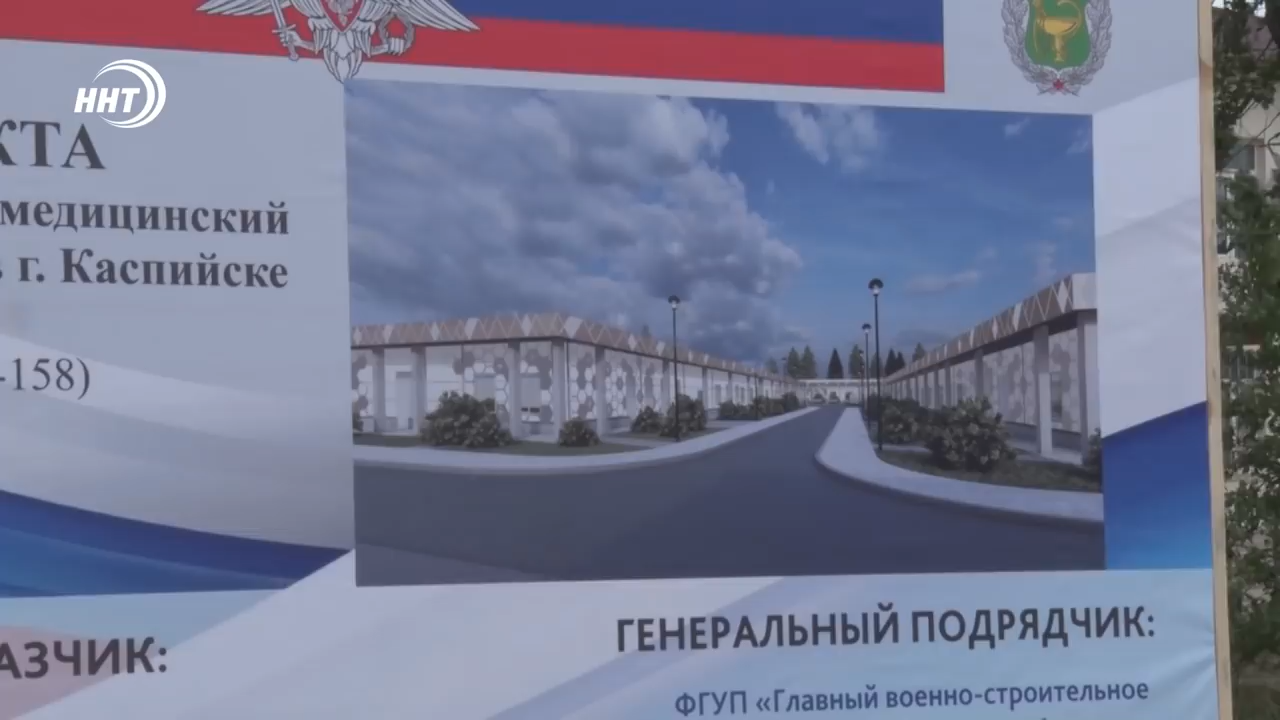 ННТ
КТА
медицинский
в г. Каспийске
-158)
АЗЧИК:
ГЕНЕРАЛЬНЫЙ ПОДРЯДЧИК:
ФГУП «Главный военно-строительное